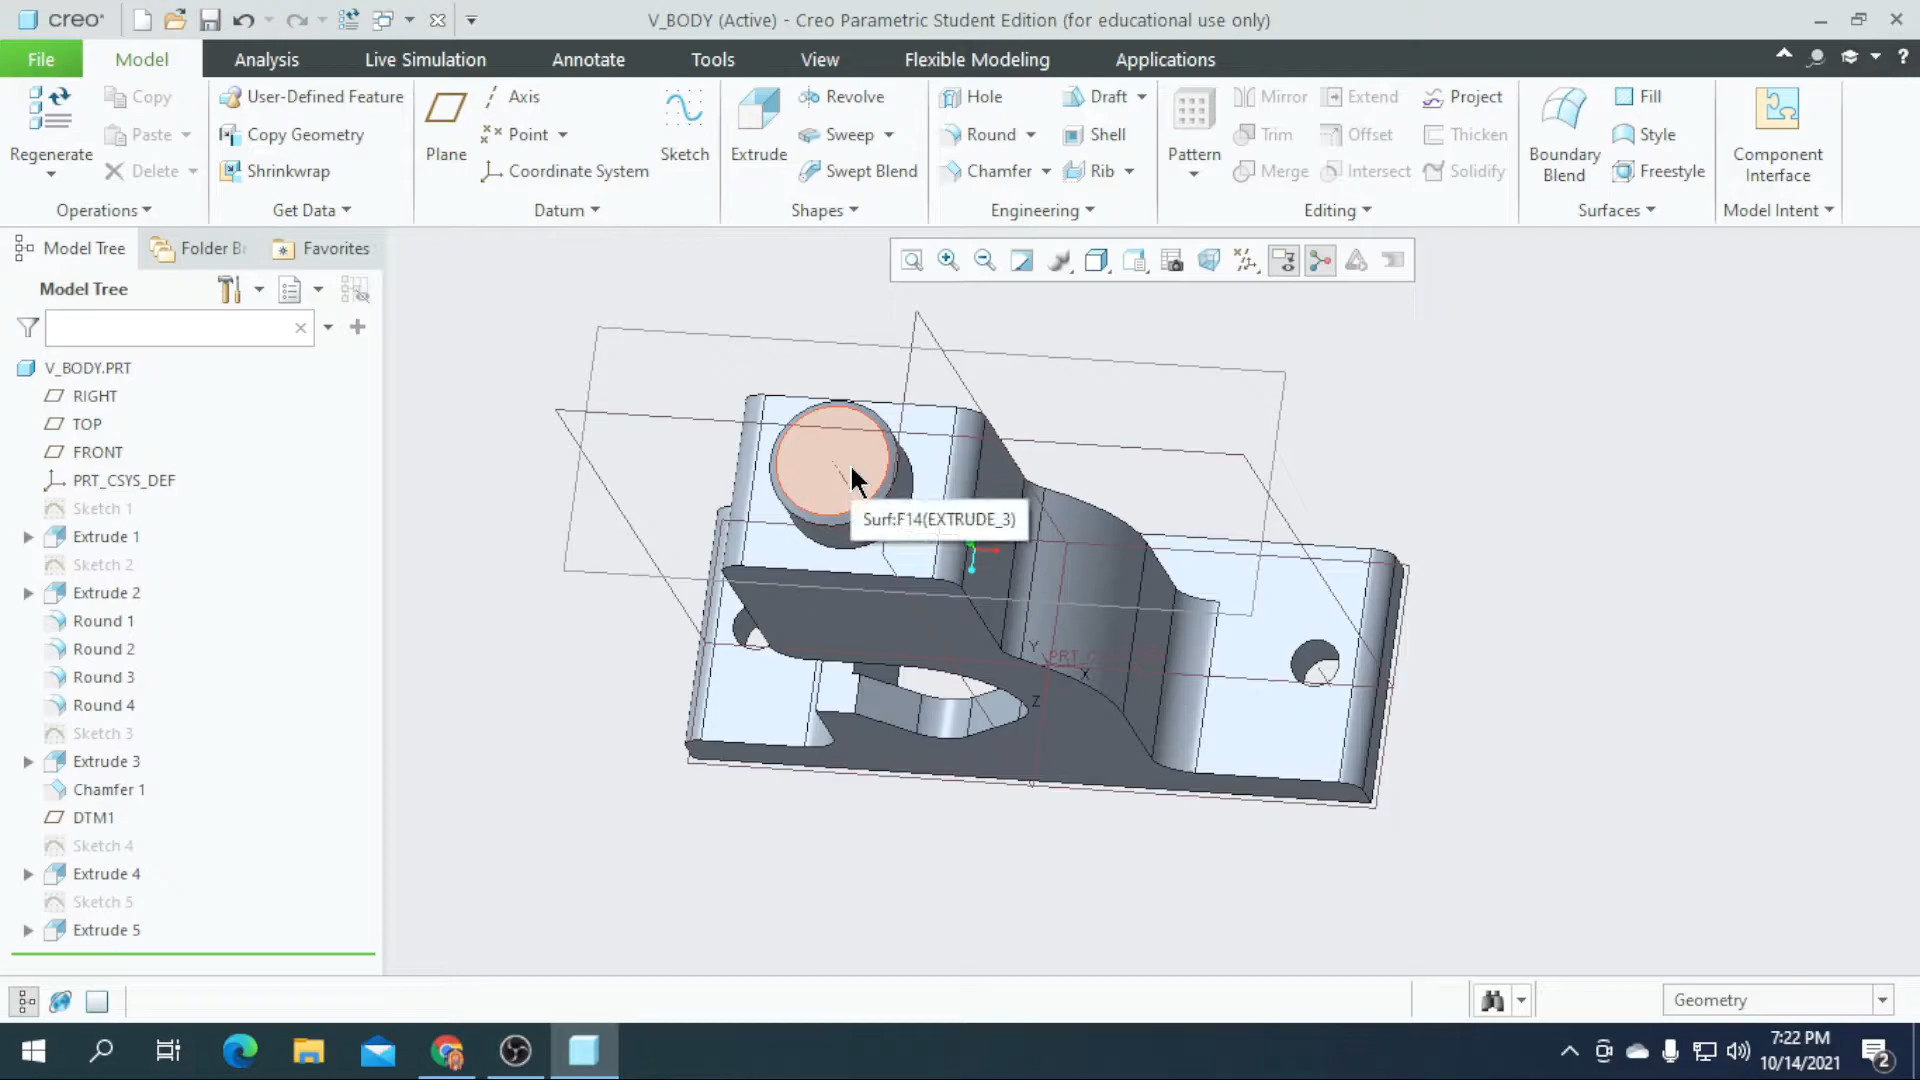 creo
V_BODY (Active) - Creo Parametric Student Edition (for educational use only)
File
Model
Analysis
Live Simulation
Annotate
Tools
View
Flexible Modeling
Applications
Regenerate
Copy
Paste
Delete
Operations
User-Defined Feature
Copy Geometry
Shrinkwrap
Get Data
Plane
Axis
Point
Coordinate System
Sketch
Datum
Extrude
Revolve
Sweep
Swept Blend
Shapes
Hole
Round
Chamfer
Draft
Shell
Rib
Engineering
Pattern
Mirror
Trim
Merge
Extend
Offset
Intersect
Project
Thicken
Solidify
Editing
Boundary
Blend
Fill
Style
Freestyle
Surfaces
Component
Interface
Model Intent
Model Tree
Folder Br
Favorites
Model Tree
V_BODY.PRT
RIGHT
TOP
FRONT
PRT_CSYS_DEF
Sketch 1
Extrude 1
Sketch 2
Extrude 2
Round 1
Round 2
Round 3
Round 4
Sketch 3
Extrude 3
Chamfer 1
DTM1
Sketch 4
Extrude 4
Sketch 5
Extrude 5
Surf:F14(EXTRUDE_3)
Y
X
Z
Geometry
7:22 PM
10/14/2021
2